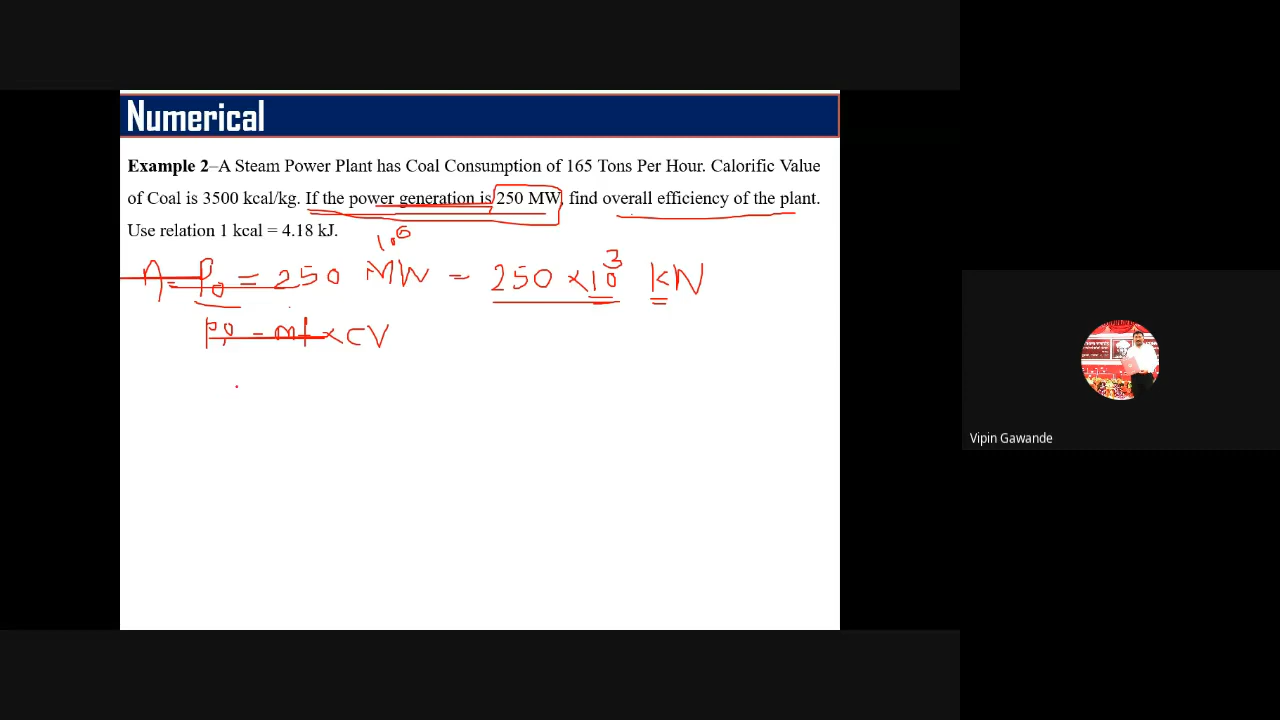 Numerical
Example 2–A Steam Power Plant has Coal Consumption of 165 Tons Per Hour. Calorific Value
of Coal is 3500 kcal/kg. If the power generation is 250 MW, find overall efficiency of the plant.
Use relation 1 kcal = 4.18 kJ.
10⁶
η = Po = 250 MW = 250 × 10³ KW
Po = mf × CV
Vipin Gawande